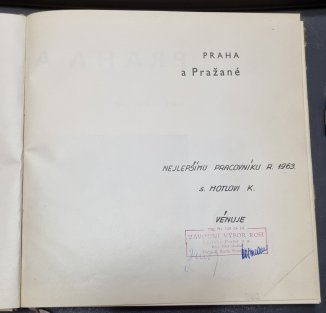 PRAHA
a Pražané
NEJLEPŠÍMU PRACOVNÍKU R. 1963
s. MOTLOVI K.
VĚNUJE
ZÁVODNÍ VÝBOR ROH